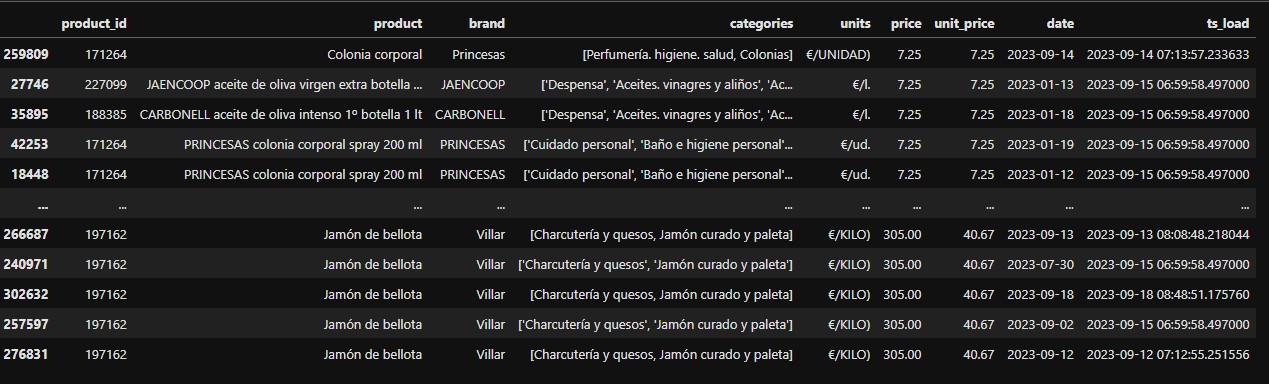 product_id product brand categories units price unit_price date ts_load
259809 171264 Colonia corporal Princesas [Perfumería. higiene. salud, Colonias] €/UNIDAD) 7.25 7.25 2023-09-14 2023-09-14 07:13:57.233633
27746 227099 JAENCOOP aceite de oliva virgen extra botella ... JAENCOOP ['Despensa', 'Aceites. vinagres y aliños', 'Ac... €/l. 7.25 7.25 2023-01-13 2023-09-15 06:59:58.497000
35895 188385 CARBONELL aceite de oliva intenso 1º botella 1 lt CARBONELL ['Despensa', 'Aceites. vinagres y aliños', 'Ac... €/l. 7.25 7.25 2023-01-18 2023-09-15 06:59:58.497000
42253 171264 PRINCESAS colonia corporal spray 200 ml PRINCESAS ['Cuidado personal', 'Baño e higiene personal'... €/ud. 7.25 7.25 2023-01-19 2023-09-15 06:59:58.497000
18448 171264 PRINCESAS colonia corporal spray 200 ml PRINCESAS ['Cuidado personal', 'Baño e higiene personal'... €/ud. 7.25 7.25 2023-01-12 2023-09-15 06:59:58.497000
... ... ... ... ... ... ... ... ... ...
266687 197162 Jamón de bellota Villar [Charcutería y quesos, Jamón curado y paleta] €/KILO) 305.00 40.67 2023-09-13 2023-09-13 08:08:48.218044
240971 197162 Jamón de bellota Villar ['Charcutería y quesos', 'Jamón curado y paleta'] €/KILO) 305.00 40.67 2023-07-30 2023-09-15 06:59:58.497000
302632 197162 Jamón de bellota Villar [Charcutería y quesos, Jamón curado y paleta] €/KILO) 305.00 40.67 2023-09-18 2023-09-18 08:48:51.175760
257597 197162 Jamón de bellota Villar ['Charcutería y quesos', 'Jamón curado y paleta'] €/KILO) 305.00 40.67 2023-09-02 2023-09-15 06:59:58.497000
276831 197162 Jamón de bellota Villar [Charcutería y quesos, Jamón curado y paleta] €/KILO) 305.00 40.67 2023-09-12 2023-09-12 07:12:55.251556